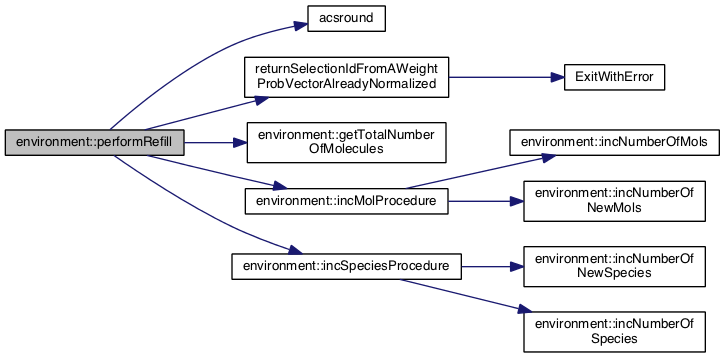 acsround
returnSelectionIdFromAWeight
ProbVectorAlreadyNormalized
ExitWithError
environment::performRefill
environment::getTotalNumber
OfMolecules
environment::incNumberOfMols
environment::incMolProcedure
environment::incNumberOf
NewMols
environment::incSpeciesProcedure
environment::incNumberOf
NewSpecies
environment::incNumberOf
Species